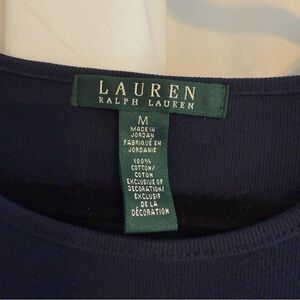 LAUREN
RALPH LAUREN
M
MADE IN
JORDAN
FABRIQUÉ EN
JORDANIE
100%
COTTON/
COTON
EXCLUSIVE OF
DECORATION/
EXCLUSIF
DE LA
DÉCORATION